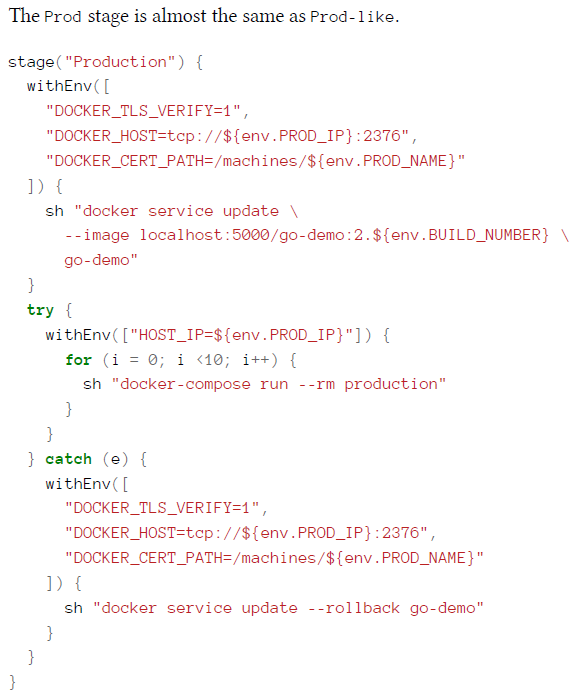 The Prod stage is almost the same as Prod-like.
stage("Production") {
  withEnv([
    "DOCKER_TLS_VERIFY=1",
    "DOCKER_HOST=tcp://${env.PROD_IP}:2376",
    "DOCKER_CERT_PATH=/machines/${env.PROD_NAME}"
  ]) {
    sh "docker service update \
      --image localhost:5000/go-demo:2.${env.BUILD_NUMBER} \
      go-demo"
  }
  try {
    withEnv(["HOST_IP=${env.PROD_IP}"]) {
      for (i = 0; i <10; i++) {
        sh "docker-compose run --rm production"
      }
    }
  } catch (e) {
    withEnv([
      "DOCKER_TLS_VERIFY=1",
      "DOCKER_HOST=tcp://${env.PROD_IP}:2376",
      "DOCKER_CERT_PATH=/machines/${env.PROD_NAME}"
    ]) {
      sh "docker service update --rollback go-demo"
    }
  }
}